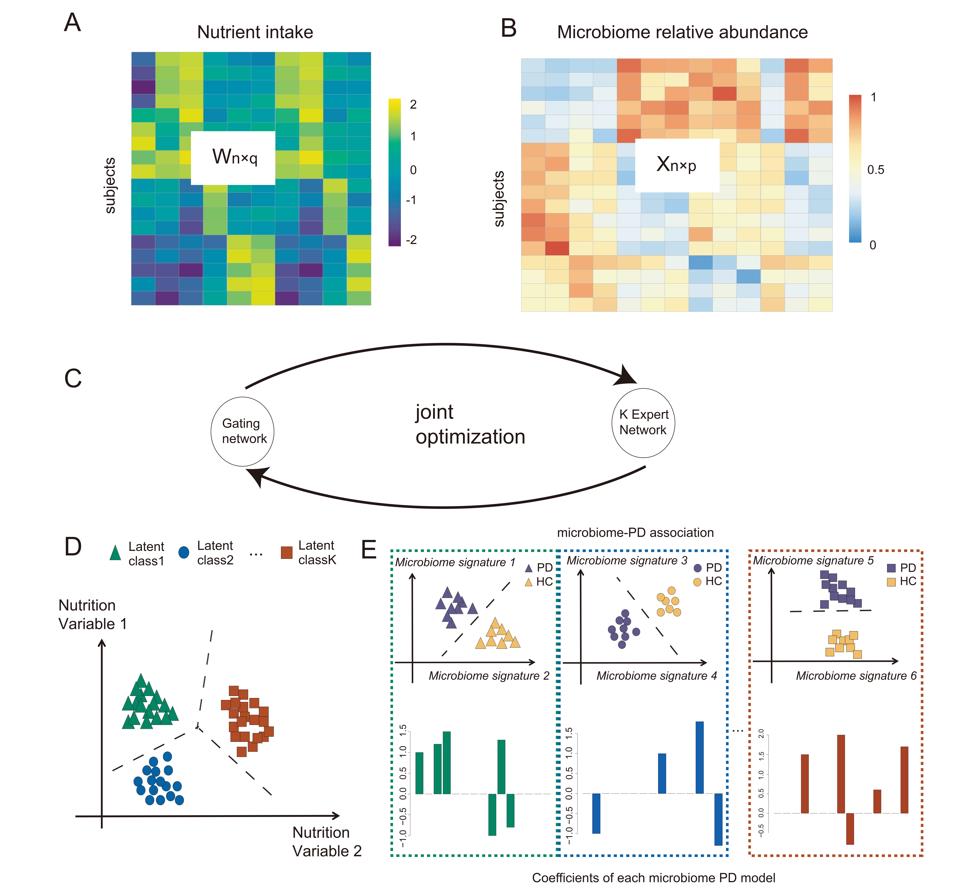 A
Nutrient intake
subjects
Wn×q
2
1
0
-1
-2
B
Microbiome relative abundance
subjects
Xn×p
1
0.5
0
C
Gating
network
joint
optimization
K Expert
Network
D
Latent
class1
Latent
class2
...
Latent
classK
Nutrition
Variable 1
Nutrition
Variable 2
E
microbiome-PD association
Microbiome signature 1
PD
HC
Microbiome signature 2
Microbiome signature 3
PD
HC
Microbiome signature 4
Microbiome signature 5
PD
HC
Microbiome signature 6
1.5
1.0
0.5
0.0
-0.5
-1.0
1.5
1.0
0.5
0.0
-0.5
-1.0
...
2.0
1.5
1.0
0.5
0.0
-0.5
Coefficients of each microbiome PD model